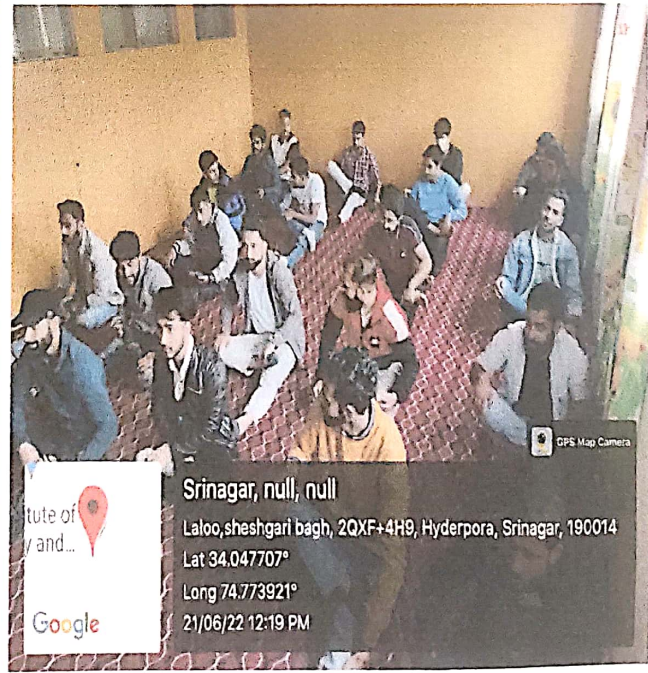 GPS Map Camera
Srinagar, null, null
Laloo,sheshgari bagh, 2QXF+4H9, Hyderpora, Srinagar, 190014
Lat 34.047707°
Long 74.773921°
21/06/22 12:19 PM
tute of
y and...
Google